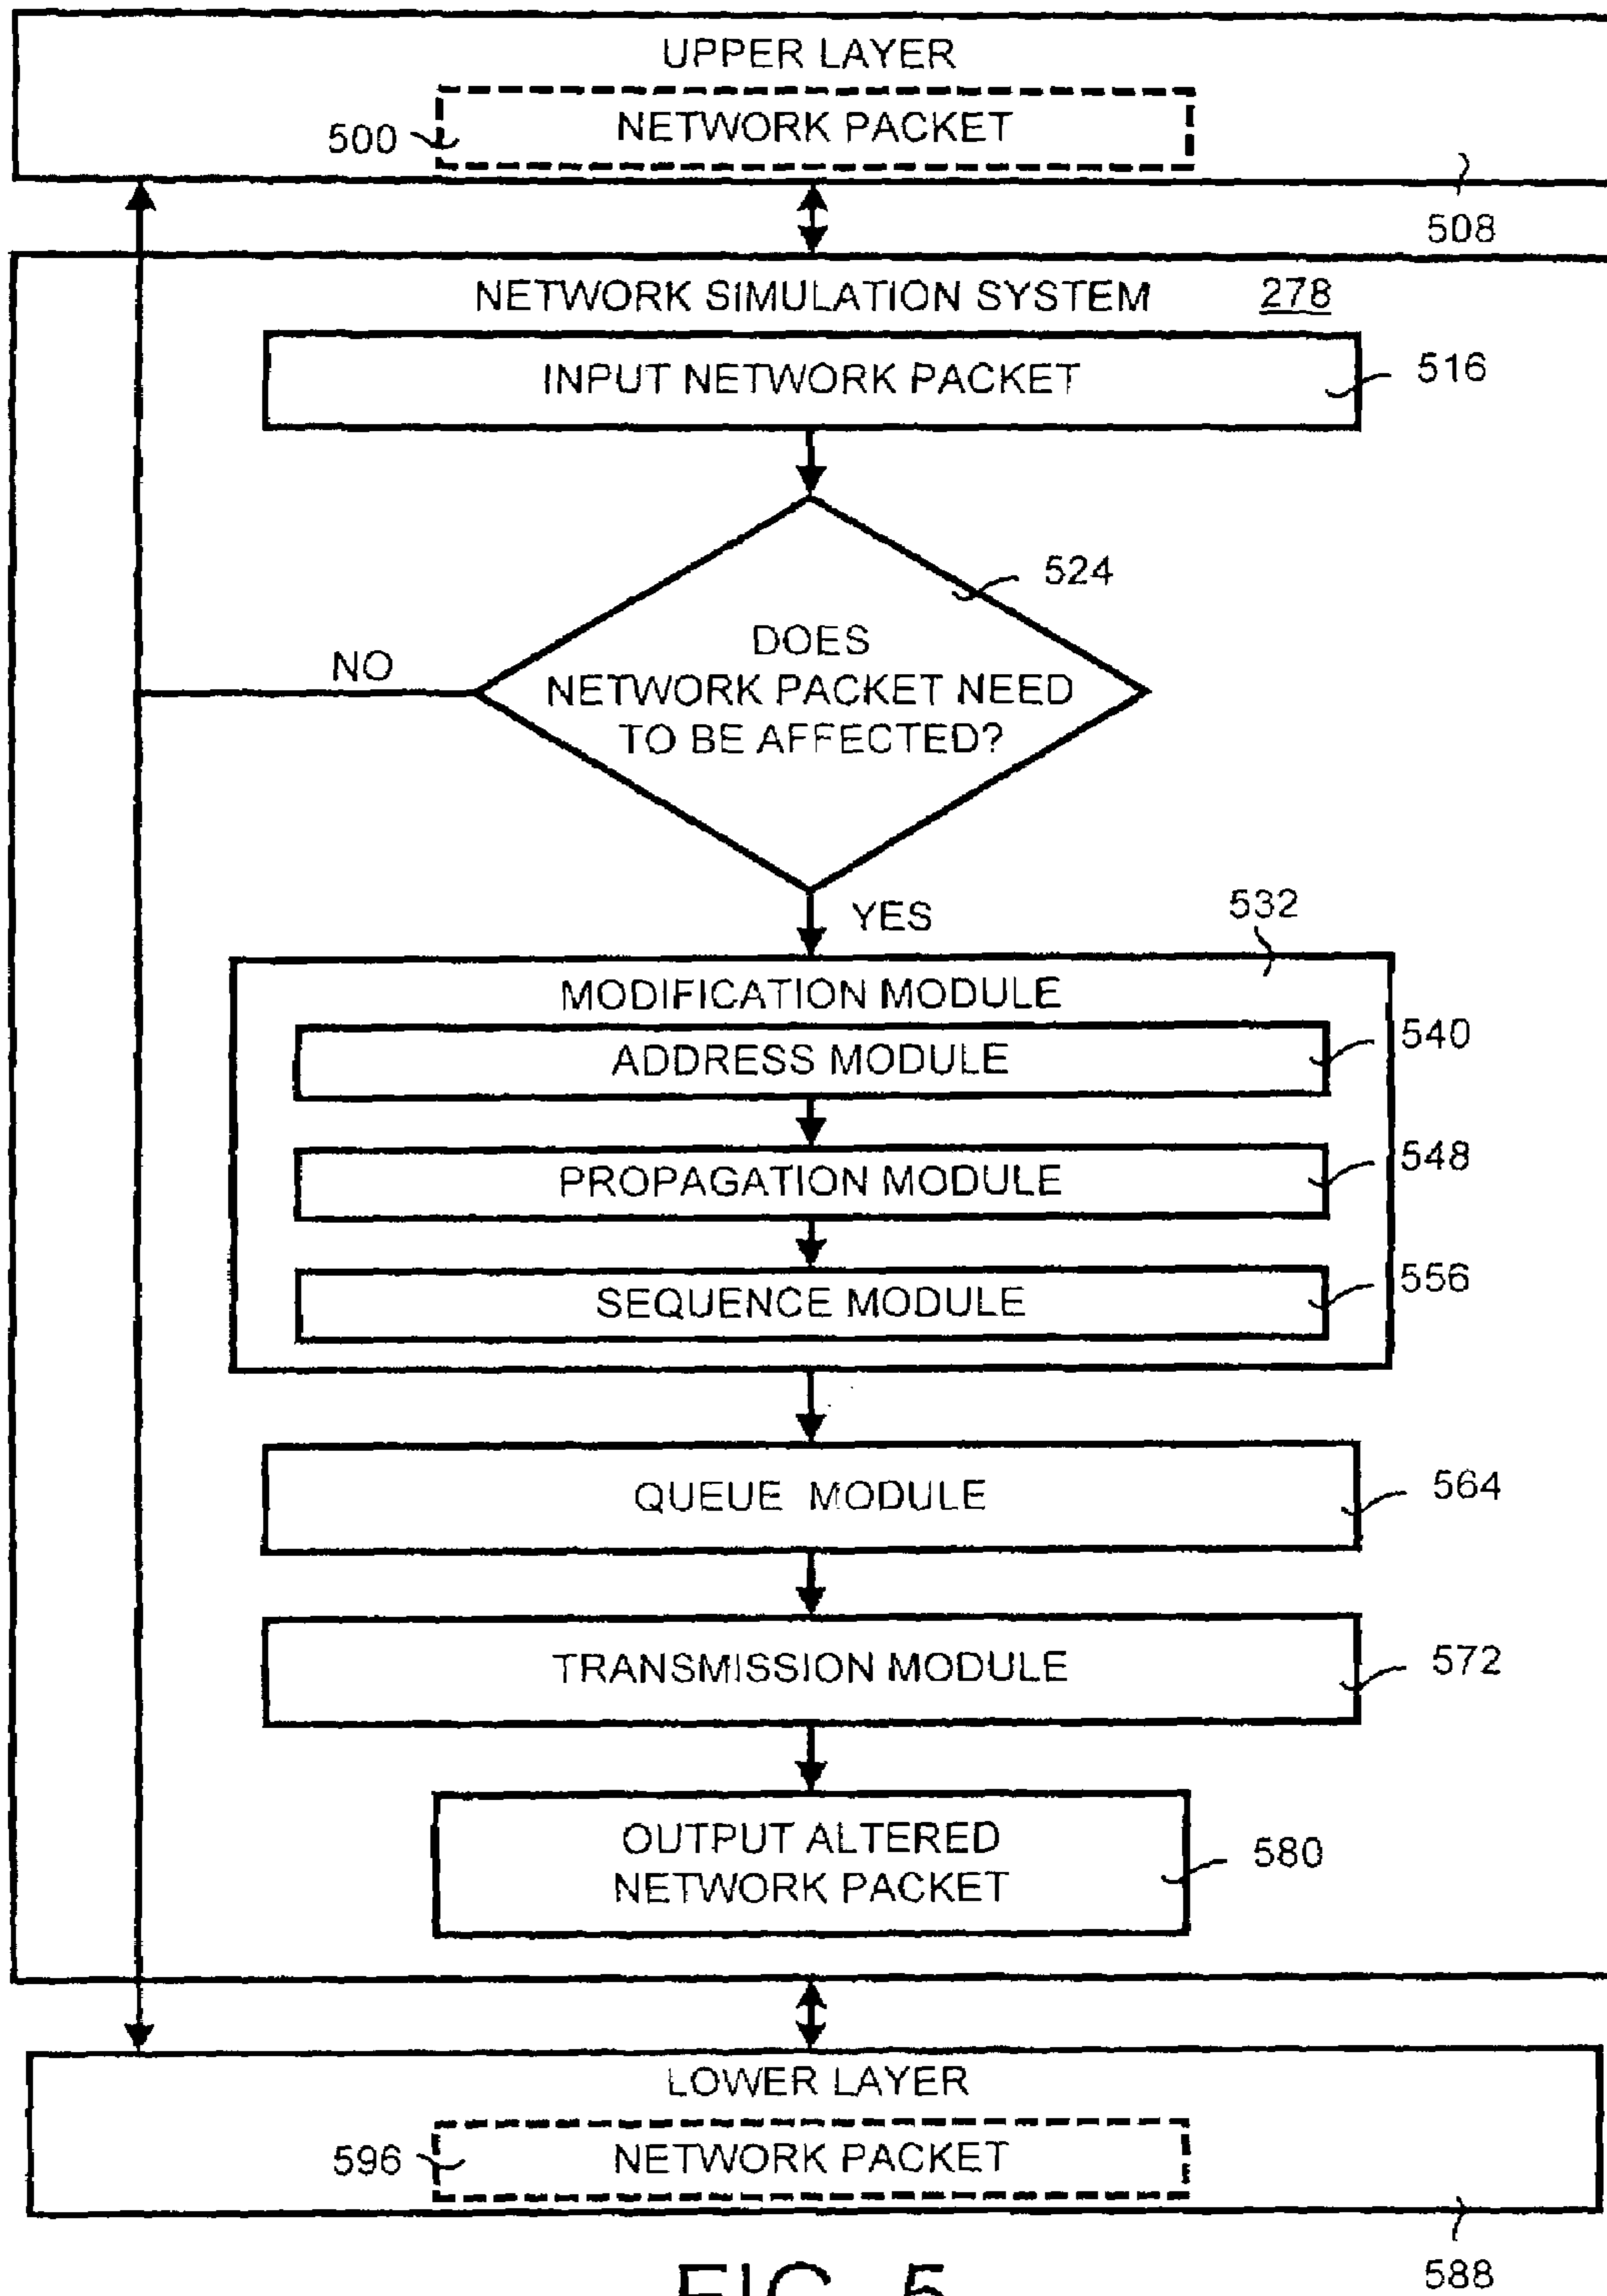 UPPER LAYER
NETWORK PACKET
500
508
NETWORK SIMULATION SYSTEM 278
INPUT NETWORK PACKET
516
524
DOES
NETWORK PACKET NEED
TO BE AFFECTED?
NO
YES
532
MODIFICATION MODULE
ADDRESS MODULE
540
PROPAGATION MODULE
548
SEQUENCE MODULE
556
QUEUE MODULE
564
TRANSMISSION MODULE
572
OUTPUT ALTERED
NETWORK PACKET
580
LOWER LAYER
596
NETWORK PACKET
588
FIG. 5